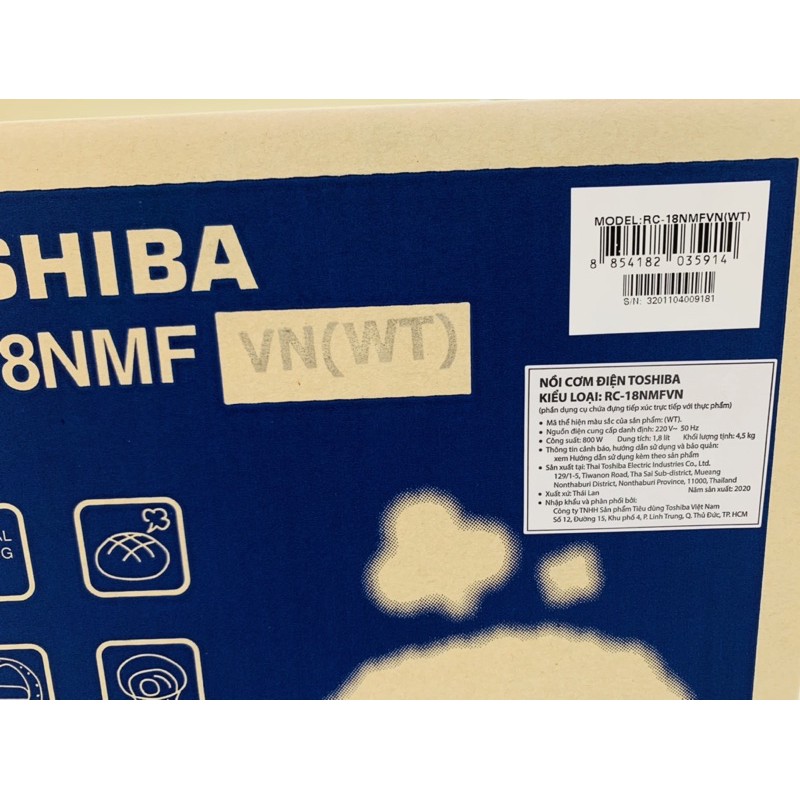 SHIBA
8NMF VN(WT)
MODEL:RC-18NMFVN(WT)
8 854182 035914
S/N: 3201104009181
NỒI CƠM ĐIỆN TOSHIBA
KIỂU LOẠI: RC-18NMFVN
(phần dụng cụ chứa đựng tiếp xúc trực tiếp với thực phẩm)
• Mã thể hiện màu sắc của sản phẩm: (WT).
• Nguồn điện cung cấp danh định: 220 V~ 50 Hz
• Công suất: 800 W Dung tích: 1,8 lít Khối lượng tịnh: 4,5 kg
• Thông tin cảnh báo, hướng dẫn sử dụng và bảo quản:
xem Hướng dẫn sử dụng kèm theo sản phẩm
• Sản xuất tại: Thai Toshiba Electric Industries Co., Ltd.
129/1-5, Tiwanon Road, Tha Sai Sub-district, Mueang
Nonthaburi District, Nonthaburi Province, 11000, Thailand
• Xuất xứ: Thái Lan Năm sản xuất: 2020
• Nhập khẩu và phân phối bởi:
Công ty TNHH Sản phẩm Tiêu dùng Toshiba Việt Nam
Số 12, Đường 15, Khu phố 4, P. Linh Trung, Q. Thủ Đức, TP. HCM
AL
G